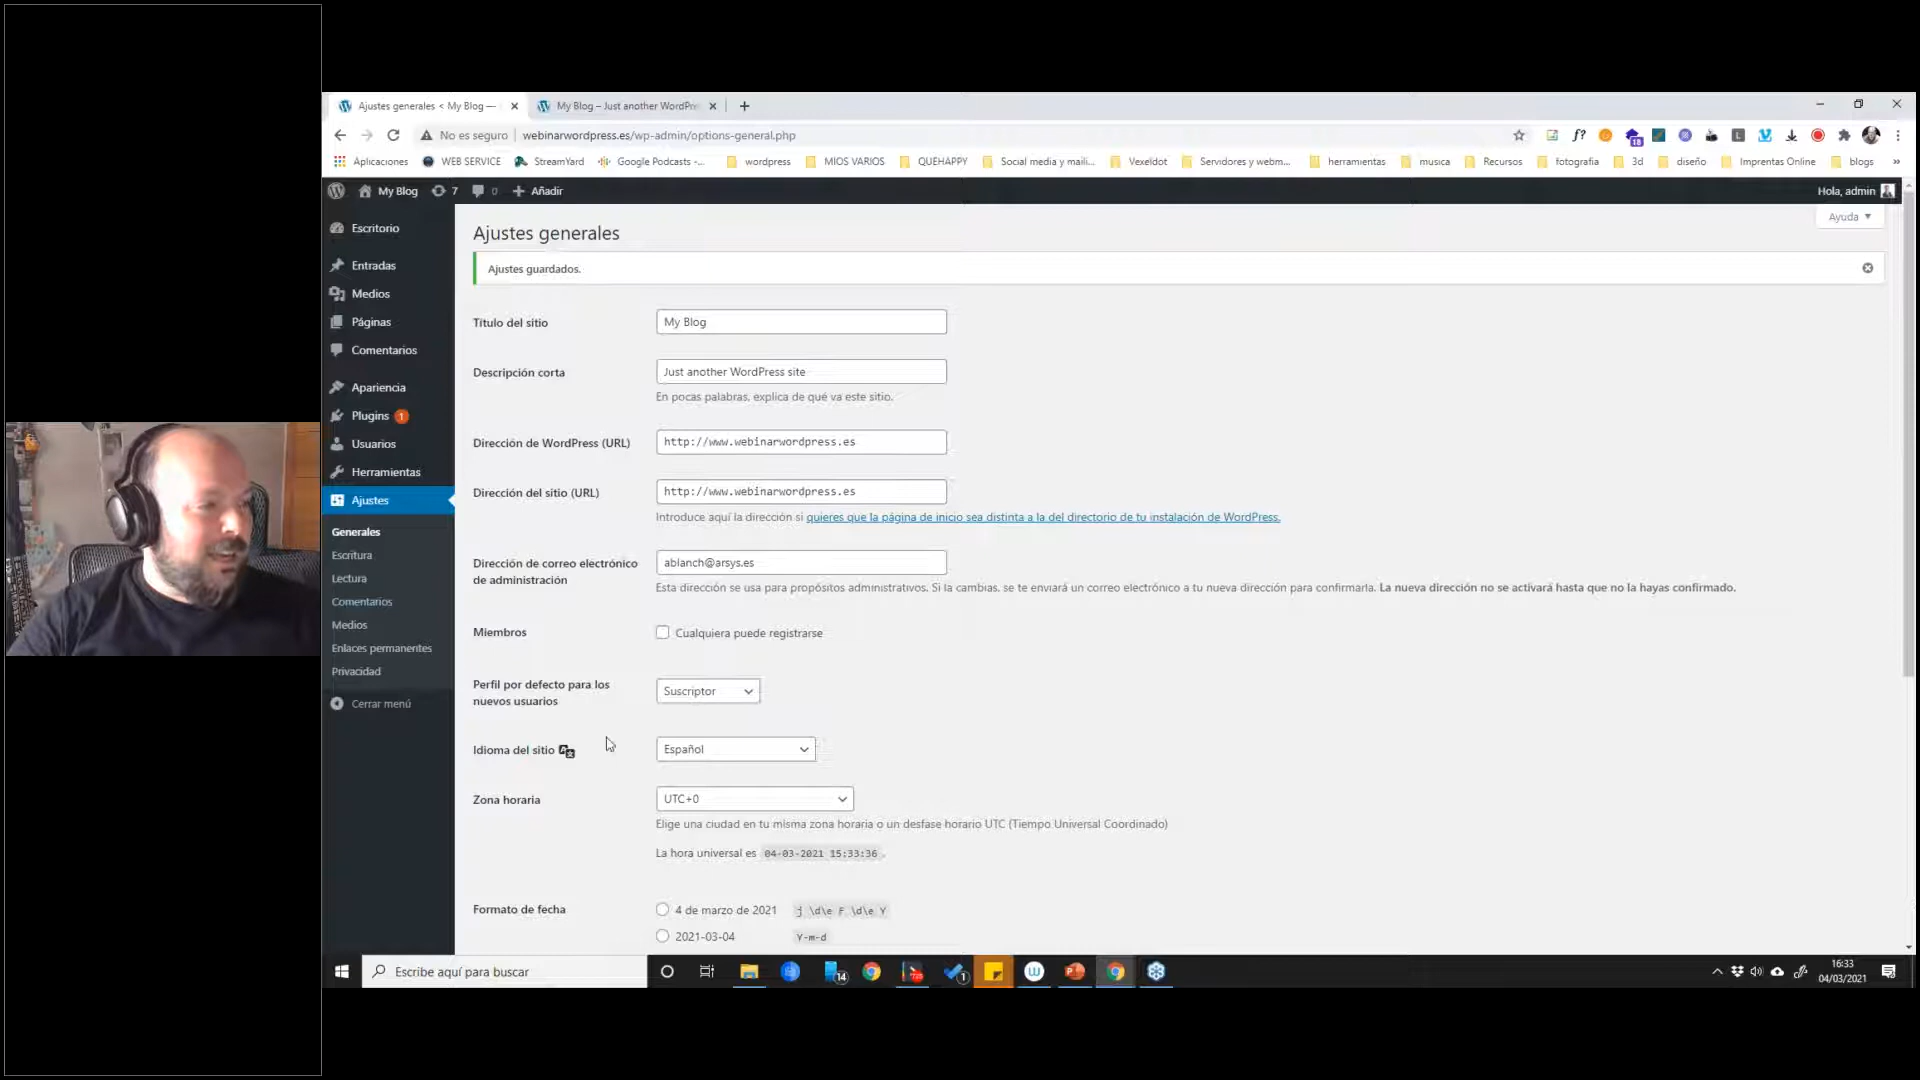 Ajustes generales < My Blog —
My Blog – Just another WordPre
No es seguro
webinarwordpress.es/wp-admin/options-general.php
18
Aplicaciones
WEB SERVICE
StreamYard
Google Podcasts -...
wordpress
MIOS VARIOS
QUEHAPPY
Social media y maili...
Vexeldot
Servidores y webm...
herramientas
musica
Recursos
fotografia
3d
diseño
Imprentas Online
blogs
»
My Blog
7
0
Añadir
Hola, admin
Ayuda
Escritorio
Entradas
Medios
Páginas
Comentarios
Apariencia
Plugins 1
Usuarios
Herramientas
Ajustes
Generales
Escritura
Lectura
Comentarios
Medios
Enlaces permanentes
Privacidad
Cerrar menú
Ajustes generales
Ajustes guardados.
Título del sitio
My Blog
Descripción corta
Just another WordPress site
En pocas palabras, explica de qué va este sitio.
Dirección de WordPress (URL)
http://www.webinarwordpress.es
Dirección del sitio (URL)
http://www.webinarwordpress.es
Introduce aquí la dirección si quieres que la página de inicio sea distinta a la del directorio de tu instalación de WordPress.
Dirección de correo electrónico
de administración
ablanch@arsys.es
Esta dirección se usa para propósitos administrativos. Si la cambias, se te enviará un correo electrónico a tu nueva dirección para confirmarla. La nueva dirección no se activará hasta que no la hayas confirmado.
Miembros
Cualquiera puede registrarse
Perfil por defecto para los
nuevos usuarios
Suscriptor
Idioma del sitio
Español
Zona horaria
UTC+0
Elige una ciudad en tu misma zona horaria o un desfase horario UTC (Tiempo Universal Coordinado)
La hora universal es 04-03-2021 15:33:36 .
Formato de fecha
4 de marzo de 2021
j \d\e F \d\e Y
2021-03-04
Y-m-d
Escribe aquí para buscar
14
1
16:33
04/03/2021